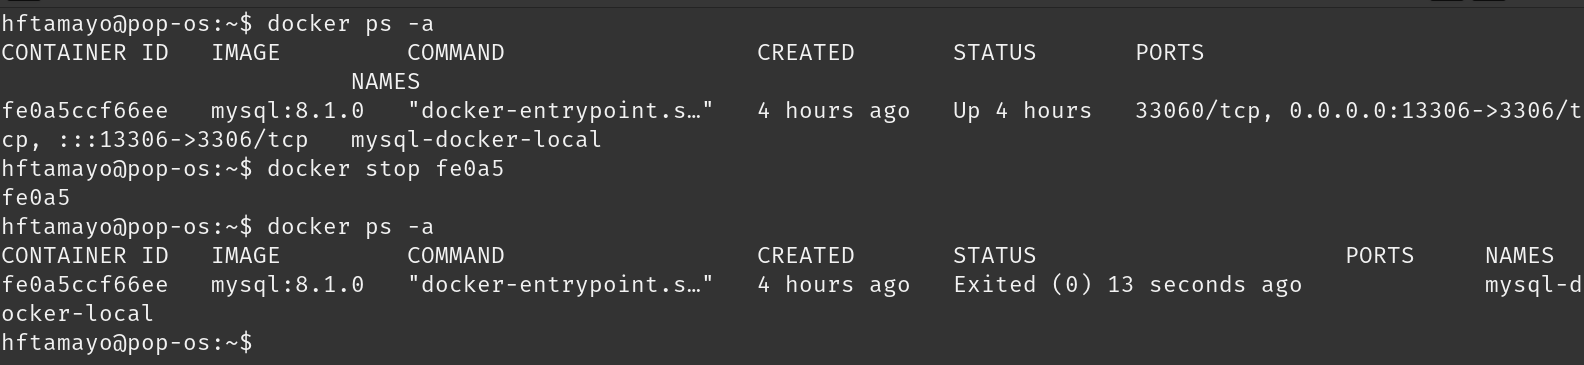 hftamayo@pop-os:~$ docker ps -a
CONTAINER ID   IMAGE         COMMAND                  CREATED       STATUS       PORTS
                         NAMES
fe0a5ccf66ee   mysql:8.1.0   "docker-entrypoint.s…"   4 hours ago   Up 4 hours   33060/tcp, 0.0.0.0:13306->3306/t
cp, :::13306->3306/tcp   mysql-docker-local
hftamayo@pop-os:~$ docker stop fe0a5
fe0a5
hftamayo@pop-os:~$ docker ps -a
CONTAINER ID   IMAGE         COMMAND                  CREATED       STATUS                      PORTS     NAMES
fe0a5ccf66ee   mysql:8.1.0   "docker-entrypoint.s…"   4 hours ago   Exited (0) 13 seconds ago             mysql-d
ocker-local
hftamayo@pop-os:~$